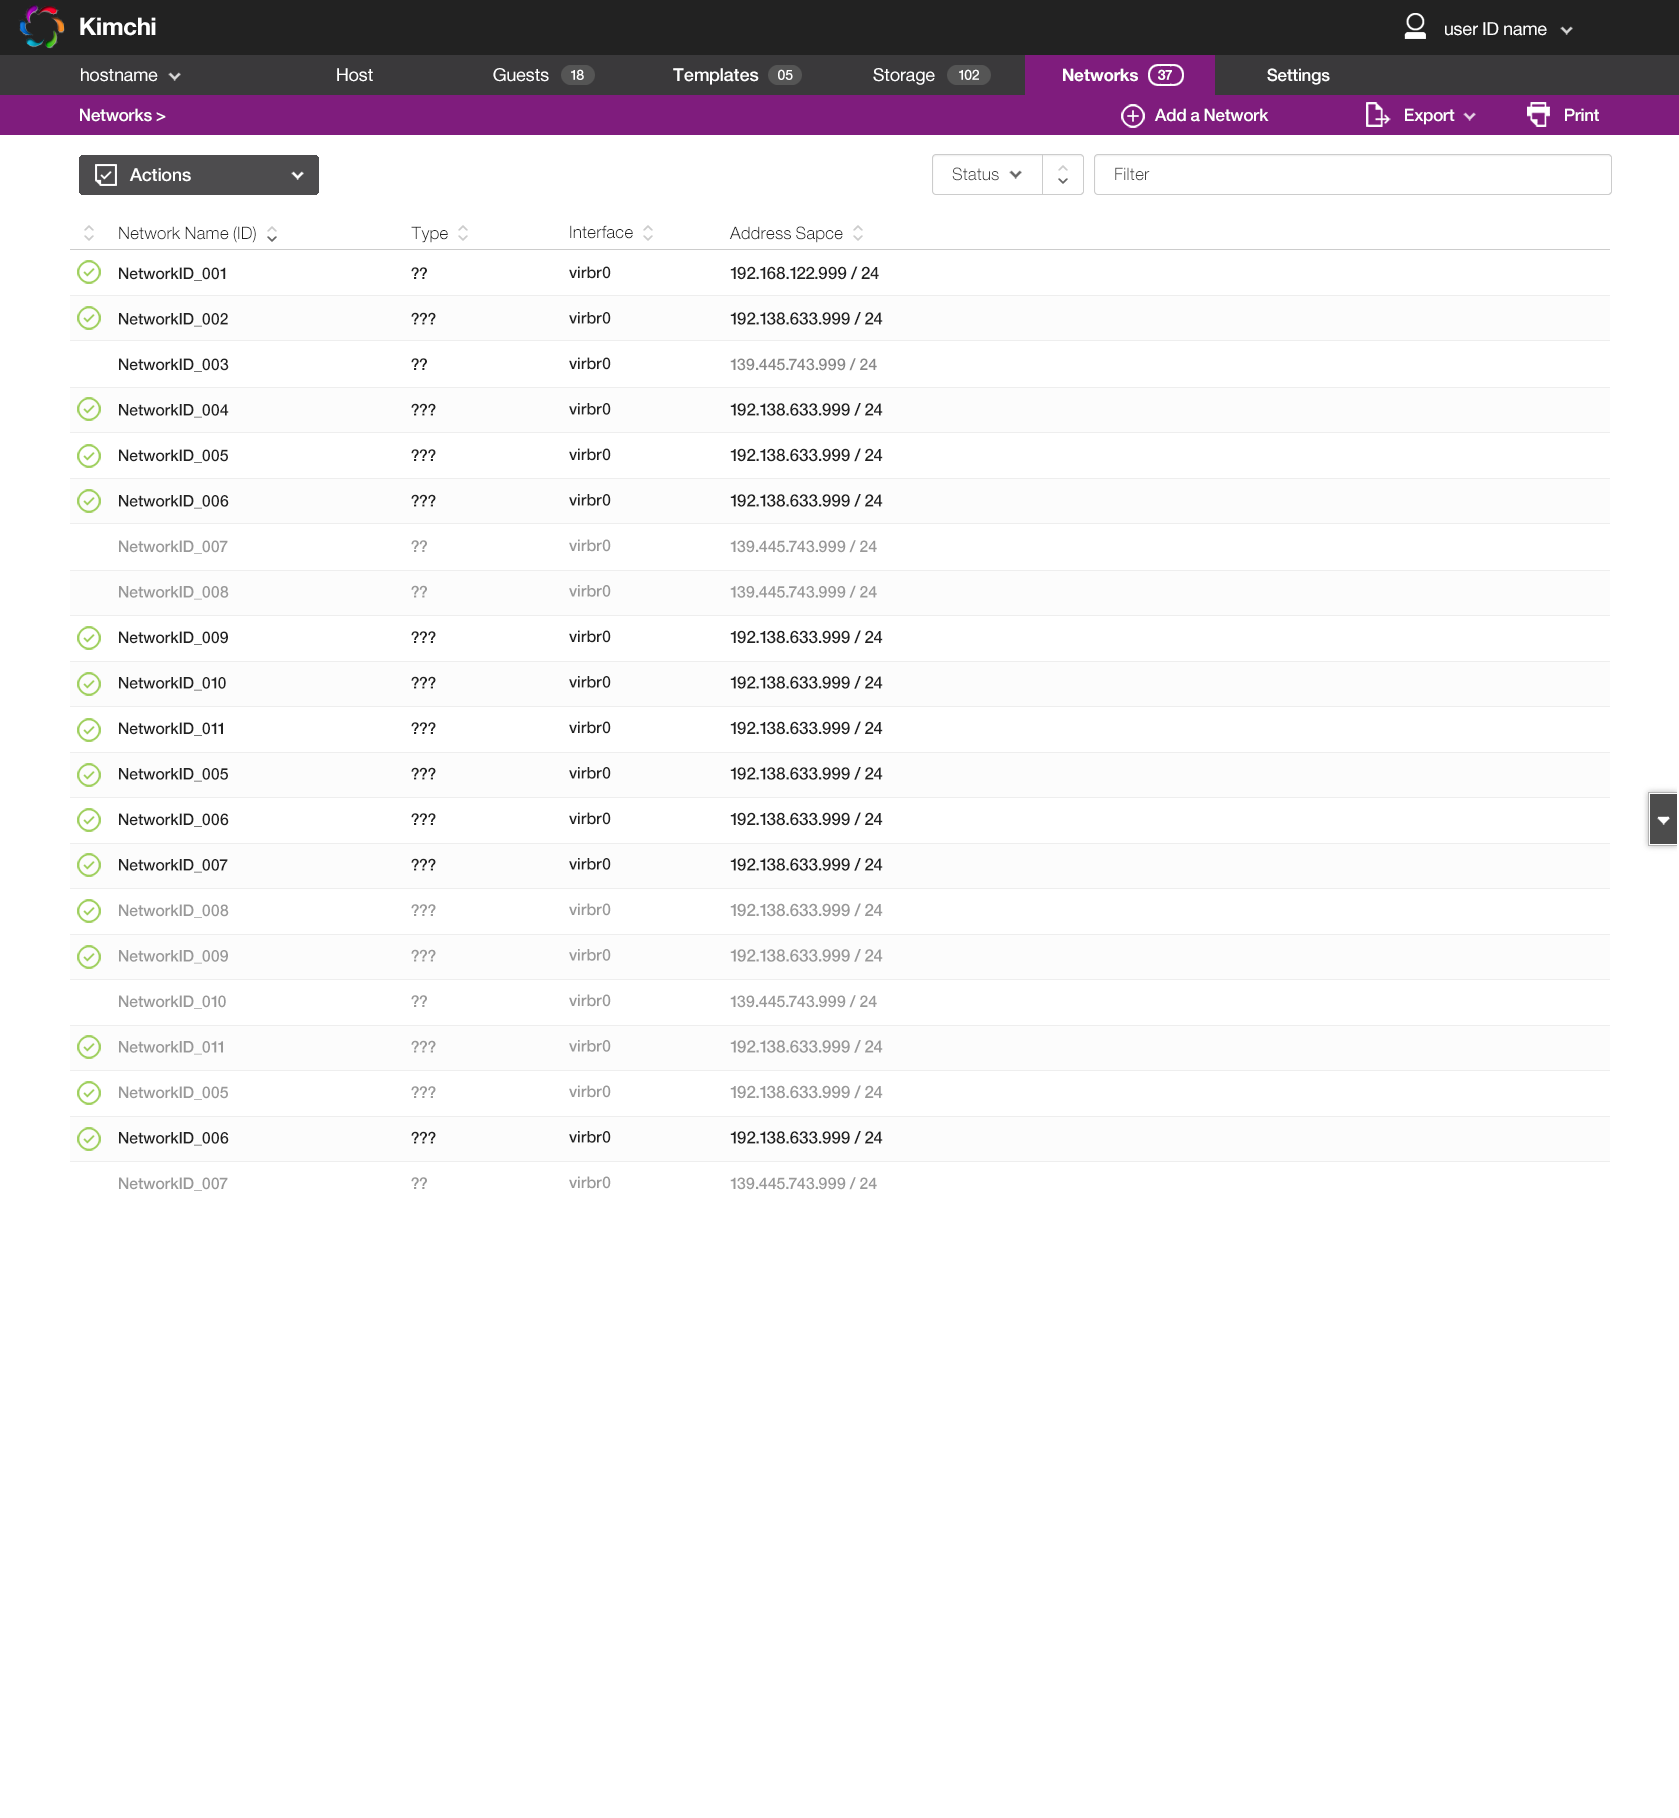 Kimchi
user ID name
hostname Host Guests 18 Templates 05 Storage 102 Networks 37 Settings
Networks > Add a Network Export Print
Actions Status Filter
Network Name (ID) Type Interface Address Sapce
NetworkID_001 ?? virbr0 192.168.122.999 / 24
NetworkID_002 ??? virbr0 192.138.633.999 / 24
NetworkID_003 ?? virbr0 139.445.743.999 / 24
NetworkID_004 ??? virbr0 192.138.633.999 / 24
NetworkID_005 ??? virbr0 192.138.633.999 / 24
NetworkID_006 ??? virbr0 192.138.633.999 / 24
NetworkID_007 ?? virbr0 139.445.743.999 / 24
NetworkID_008 ?? virbr0 139.445.743.999 / 24
NetworkID_009 ??? virbr0 192.138.633.999 / 24
NetworkID_010 ??? virbr0 192.138.633.999 / 24
NetworkID_011 ??? virbr0 192.138.633.999 / 24
NetworkID_005 ??? virbr0 192.138.633.999 / 24
NetworkID_006 ??? virbr0 192.138.633.999 / 24
NetworkID_007 ??? virbr0 192.138.633.999 / 24
NetworkID_008 ??? virbr0 192.138.633.999 / 24
NetworkID_009 ??? virbr0 192.138.633.999 / 24
NetworkID_010 ?? virbr0 139.445.743.999 / 24
NetworkID_011 ??? virbr0 192.138.633.999 / 24
NetworkID_005 ??? virbr0 192.138.633.999 / 24
NetworkID_006 ??? virbr0 192.138.633.999 / 24
NetworkID_007 ?? virbr0 139.445.743.999 / 24